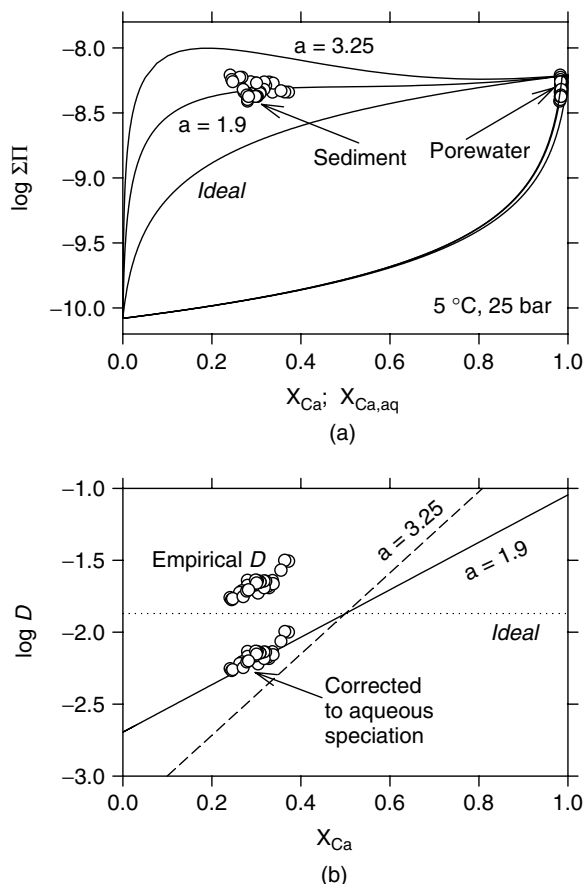 −8.0
−8.5
−9.0
−9.5
−10.0
log ΣΠ
a = 3.25
a = 1.9
Sediment
Porewater
Ideal
5 °C, 25 bar
0.0 0.2 0.4 0.6 0.8 1.0
XCa; XCa,aq
(a)
−1.0
−1.5
−2.0
−2.5
−3.0
log D
Empirical D
a = 3.25
a = 1.9
Ideal
Corrected
to aqueous
speciation
0.0 0.2 0.4 0.6 0.8 1.0
XCa
(b)